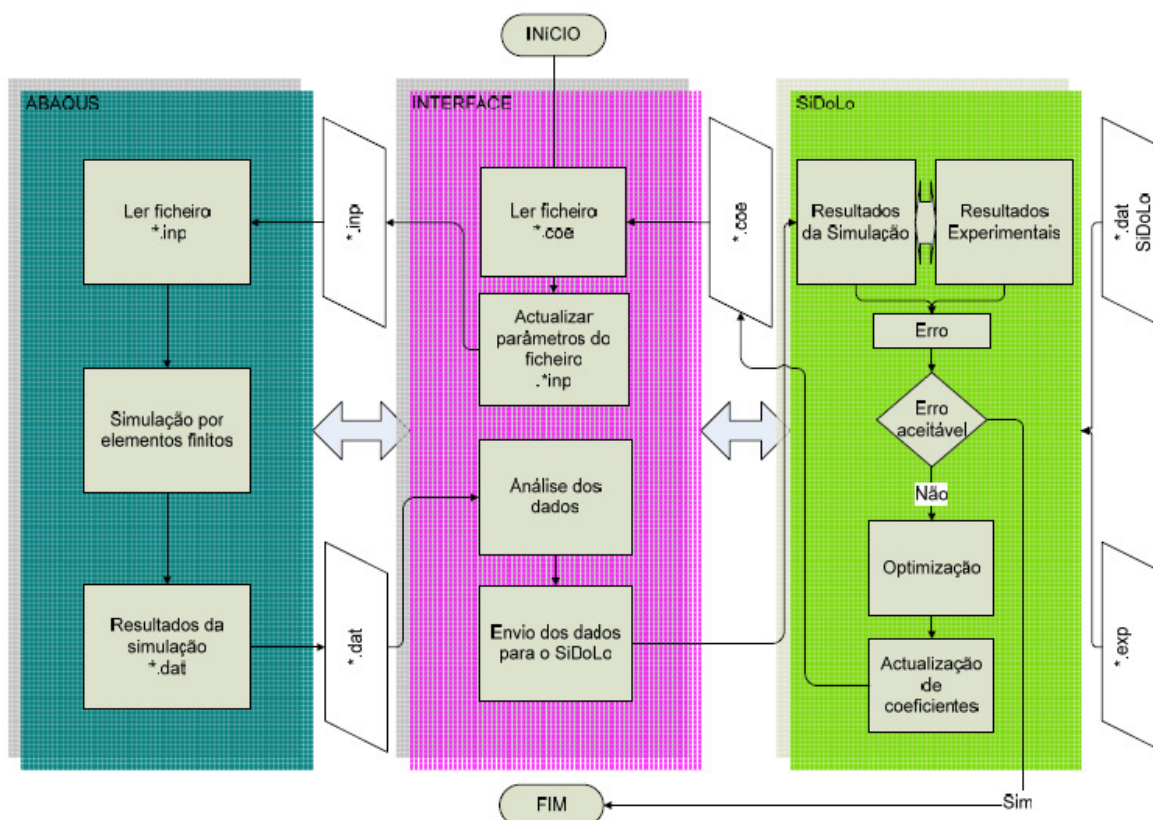 INíCIO
ABAQUS
INTERFACE
SiDoLo
Ler ficheiro
*.inp
*.inp
Ler ficheiro
*.coe
*.coe
Resultados
da Simulação
Resultados
Experimentais
*.dat
SiDoLo
Actualizar
parâmetros do
ficheiro
.*inp
Erro
Simulação por
elementos finitos
Erro
aceitável
Análise dos
dados
Não
Optimização
Resultados da
simulação
*.dat
*.dat
Envio dos dados
para o SiDoLo
Actualização
de
coeficientes
*.exp
FIM
Sim